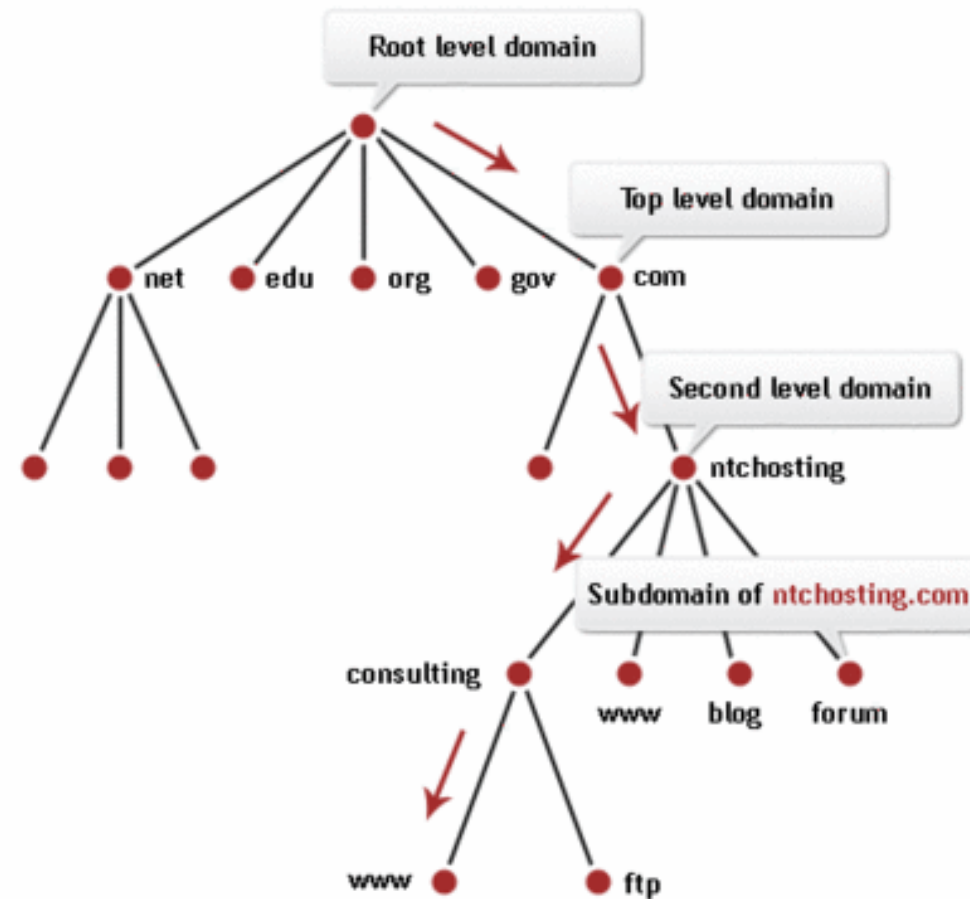 Root level domain
Top level domain
net
edu
org
gov
com
Second level domain
ntchosting
Subdomain of ntchosting.com
consulting
www
blog
forum
www
ftp